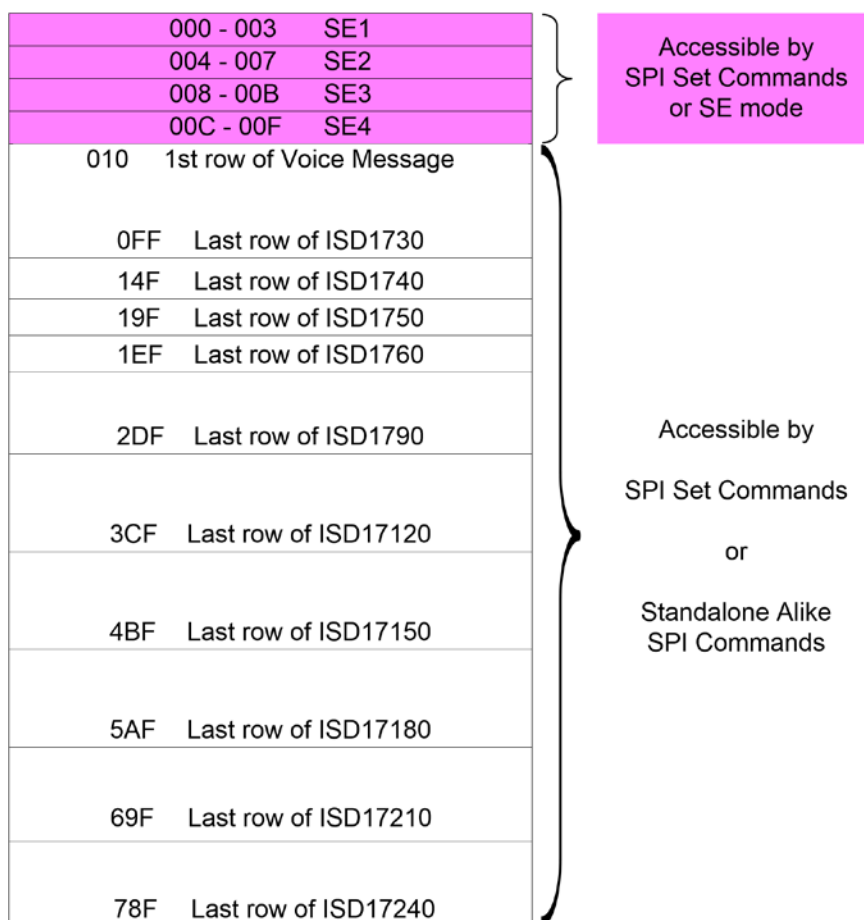 000 - 003 SE1
004 - 007 SE2
008 - 00B SE3
00C - 00F SE4
Accessible by
SPI Set Commands
or SE mode
010 1st row of Voice Message
0FF Last row of ISD1730
14F Last row of ISD1740
19F Last row of ISD1750
1EF Last row of ISD1760
2DF Last row of ISD1790
3CF Last row of ISD17120
4BF Last row of ISD17150
5AF Last row of ISD17180
69F Last row of ISD17210
78F Last row of ISD17240
Accessible by
SPI Set Commands
or
Standalone Alike
SPI Commands